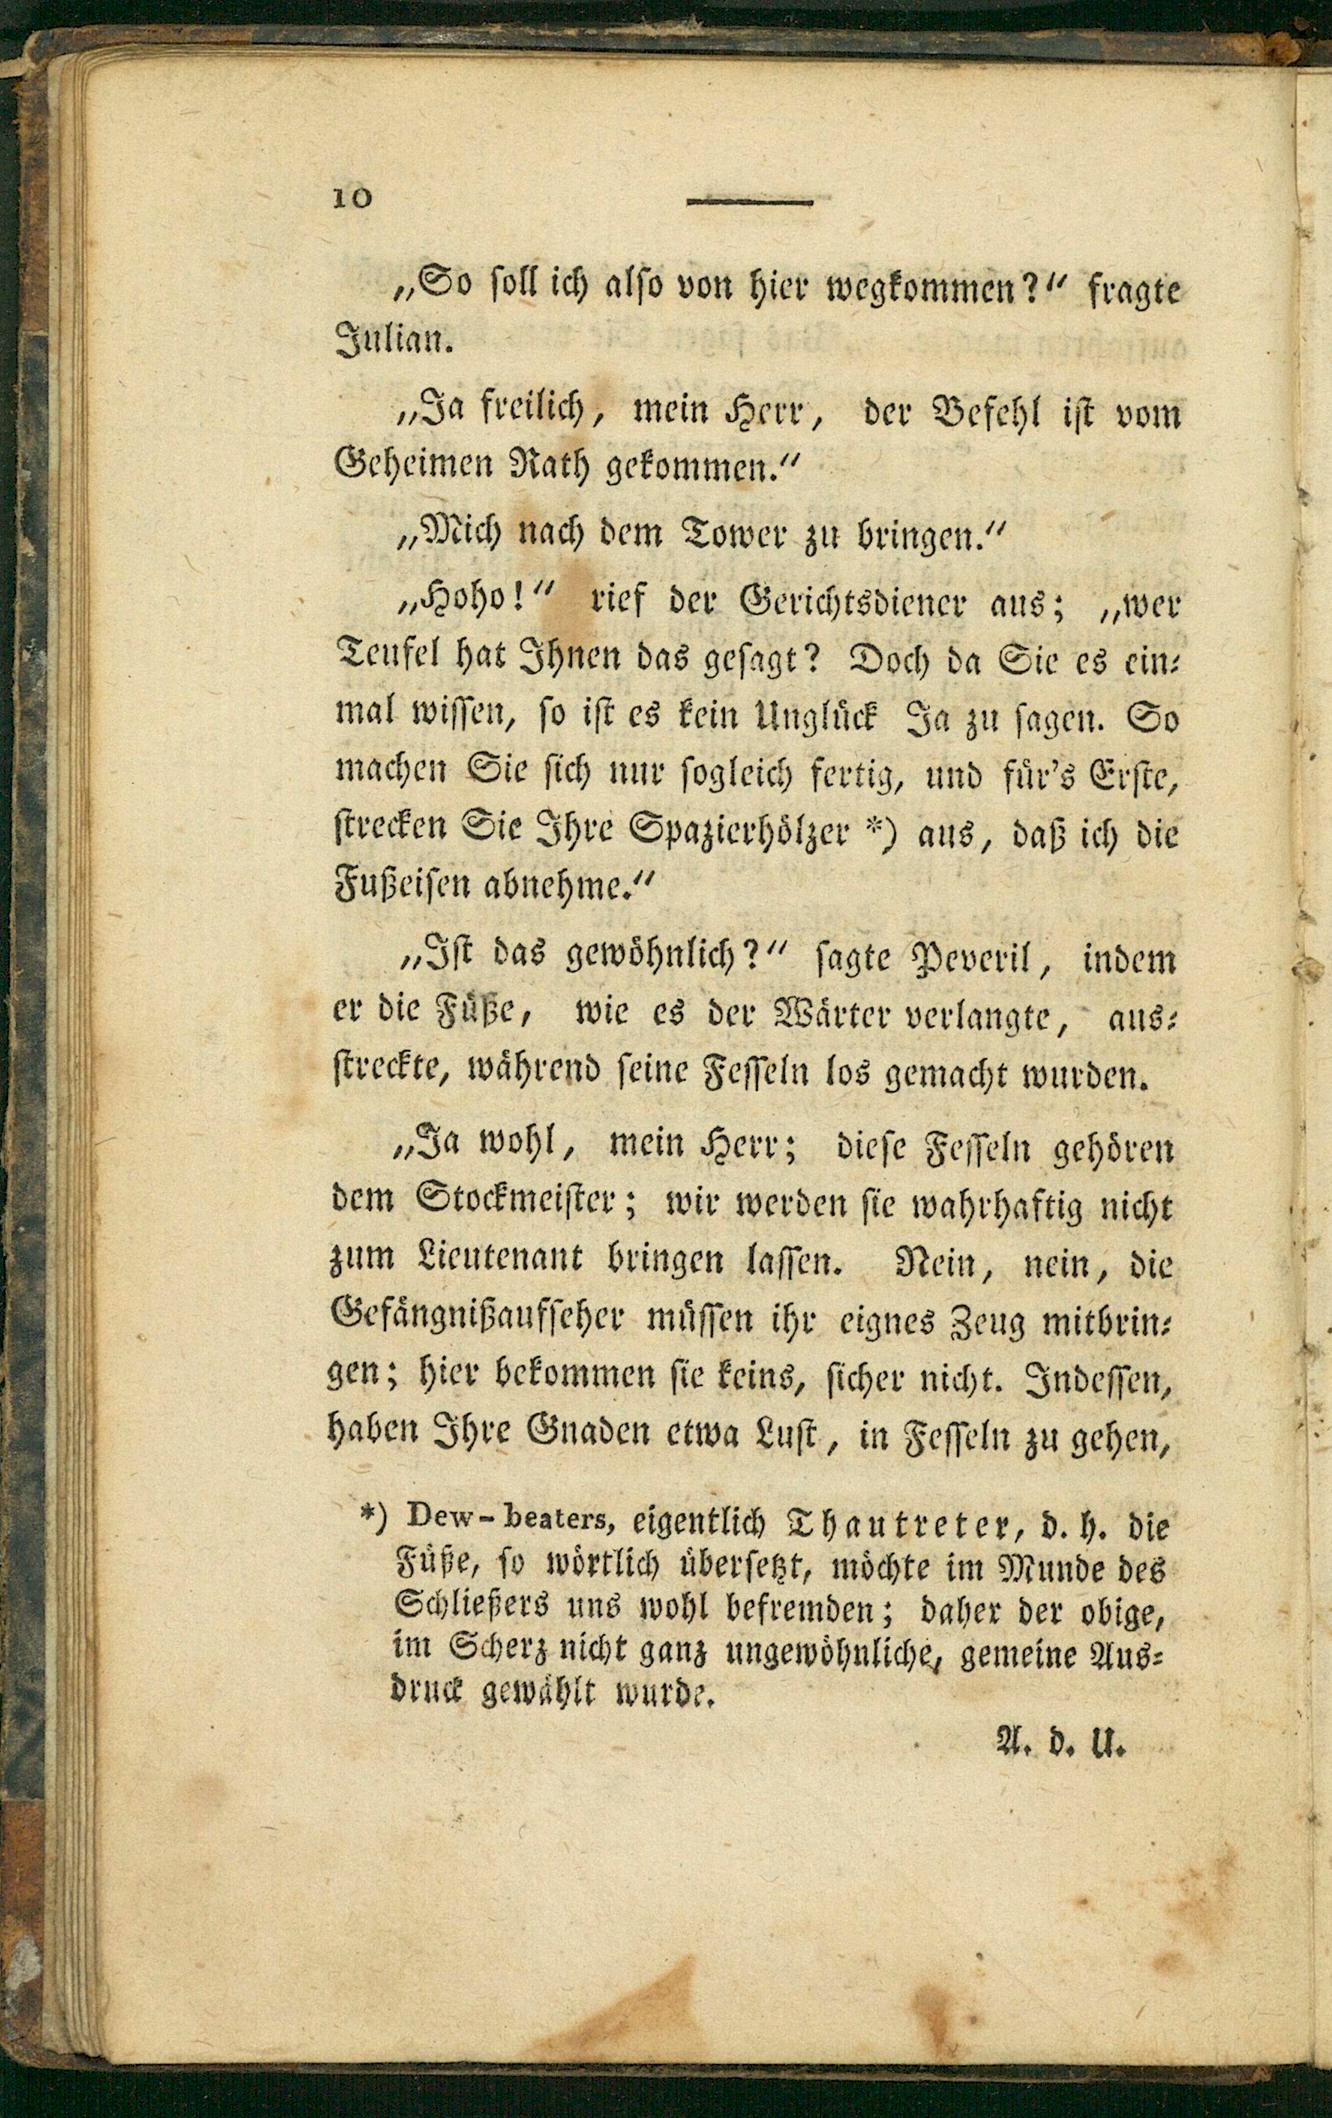 10
„So soll ich also von hier wegkommen?“ fragte
Julian.
„Ja freilich, mein Herr, der Befehl ist vom
Geheimen Rath gekommen.“
„Mich nach dem Tower zu bringen.“
„Hoho!“ rief der Gerichtsdiener aus; „wer
Teufel hat Ihnen das gesagt? Doch da Sie es ein-
mal wissen, so ist es kein Unglück Ja zu sagen. So
machen Sie sich nur sogleich fertig, und für's Erste,
strecken Sie Ihre Spazierhölzer *) aus, daß ich die
Fußeisen abnehme.“
„Ist das gewöhnlich?“ sagte Peveril, indem
er die Füße, wie es der Wärter verlangte, aus-
streckte, während seine Fesseln los gemacht wurden.
„Ja wohl, mein Herr; diese Fesseln gehören
dem Stockmeister; wir werden sie wahrhaftig nicht
zum Lieutenant bringen lassen. Nein, nein, die
Gefängnißaufseher müssen ihr eignes Zeug mitbrin-
gen; hier bekommen sie keins, sicher nicht. Indessen,
haben Ihre Gnaden etwa Lust, in Fesseln zu gehen,
*) Dew-beaters, eigentlich Thautreter, d. h. die
Füße, so wörtlich übersetzt, möchte im Munde des
Schließers uns wohl befremden; daher der obige,
im Scherz nicht ganz ungewöhnliche, gemeine Aus-
druck gewählt wurde.
A. d. U.